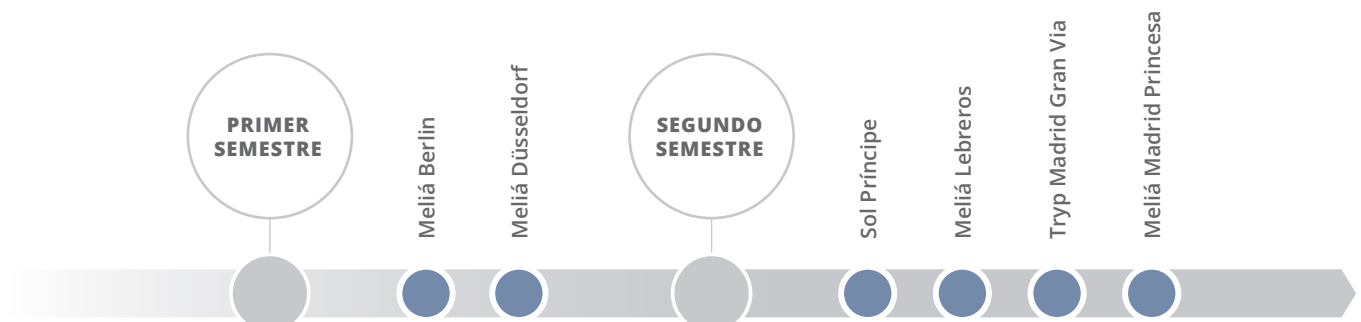 PRIMER
SEMESTRE
Meliá Berlin
Meliá Düsseldorf
SEGUNDO
SEMESTRE
Sol Príncipe
Meliá Lebreros
Tryp Madrid Gran Via
Meliá Madrid Princesa